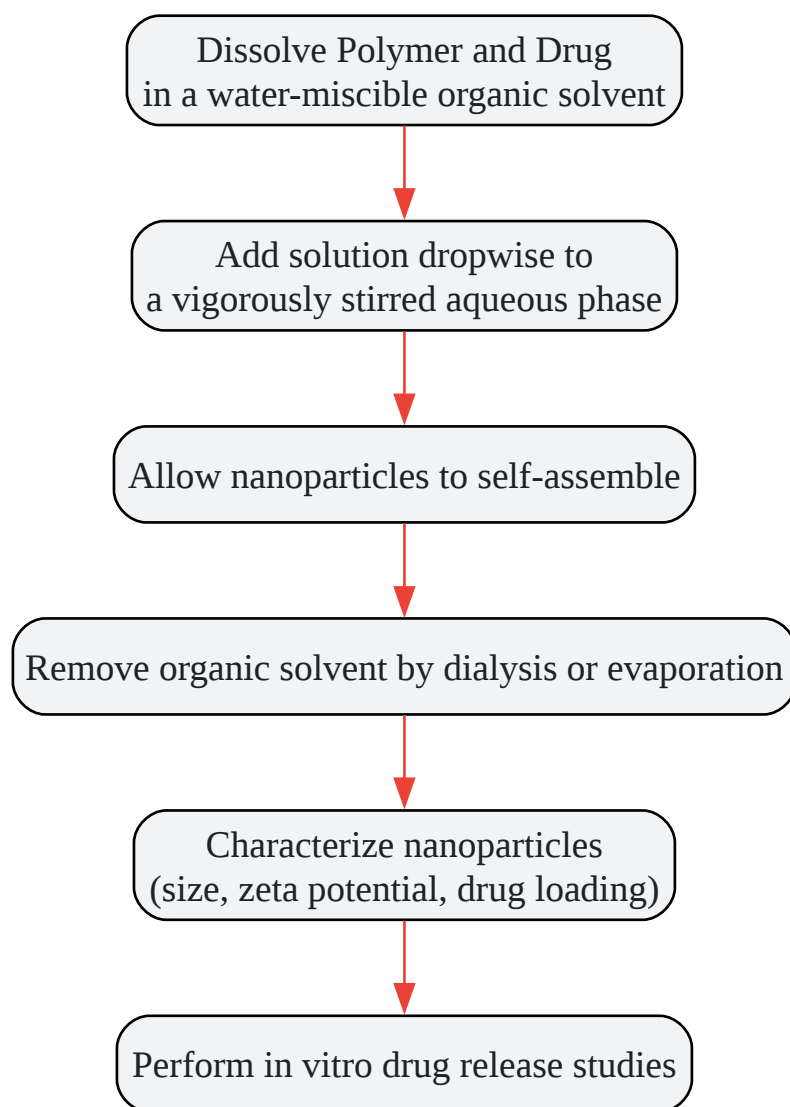 Dissolve Polymer and Drug
in a water-miscible organic solvent
Add solution dropwise to
a vigorously stirred aqueous phase
Allow nanoparticles to self-assemble
Remove organic solvent by dialysis or evaporation
Characterize nanoparticles
(size, zeta potential, drug loading)
Perform in vitro drug release studies